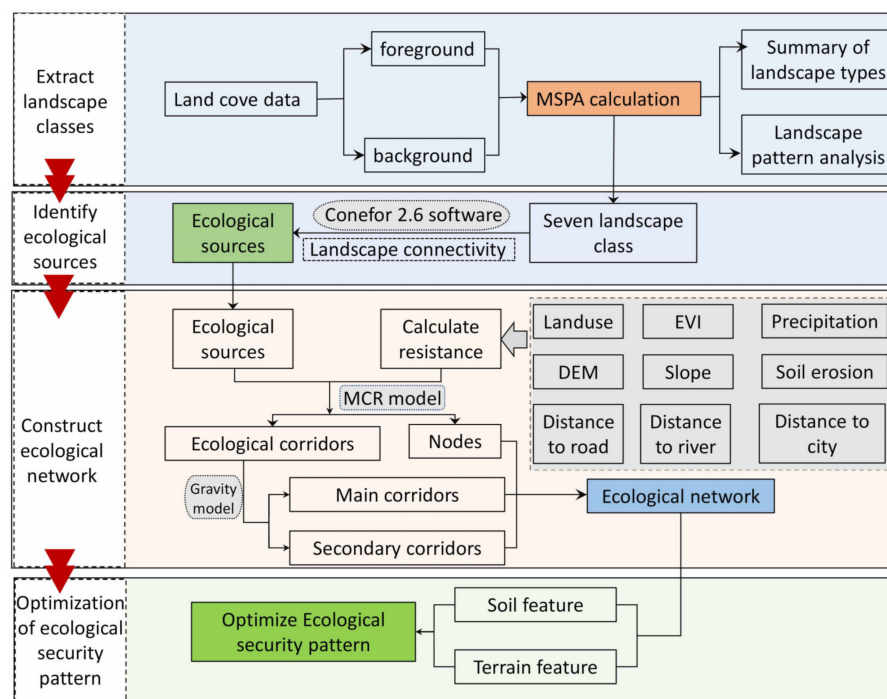 Extract
landscape
classes
Land cove data
foreground
background
MSPA calculation
Summary of
landscape types
Landscape
pattern analysis
Identify
ecological
sources
Ecological
sources
Conefor 2.6 software
Landscape connectivity
Seven landscape
class
Construct
ecological
network
Ecological
sources
Calculate
resistance
Landuse
EVI
Precipitation
DEM
Slope
Soil erosion
Distance
to road
Distance
to river
Distance to
city
MCR model
Ecological corridors
Nodes
Gravity
model
Main corridors
Secondary corridors
Ecological network
Optimization
of ecological
security
pattern
Optimize Ecological
security pattern
Soil feature
Terrain feature